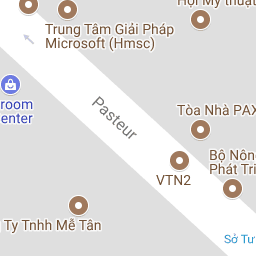 Hội Mỹ thuật
Trung Tâm Giải Pháp
Microsoft (Hmsc)
room
enter
Pasteur
Tòa Nhà PAX
Bộ Nông
Phát Tri
VTN2
Ty Tnhh Mễ Tân
Sở Tư